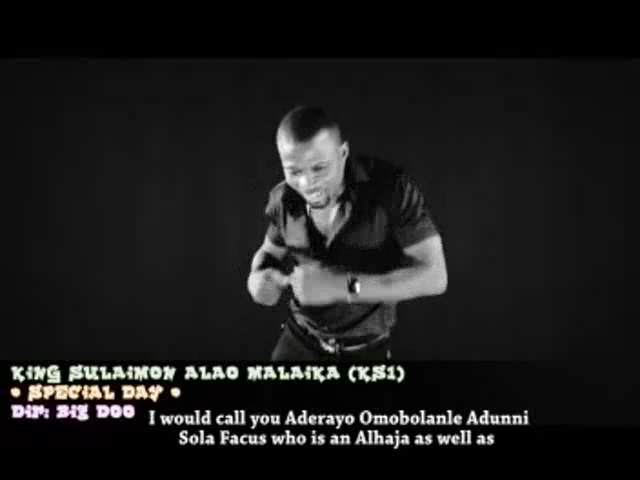 KING SULAIMON ALAO MALAIKA (KS1)
• SPECIAL DAY •
Dir: BIG DOO
I would call you Aderayo Omobolanle Adunni
Sola Facus who is an Alhaja as well as